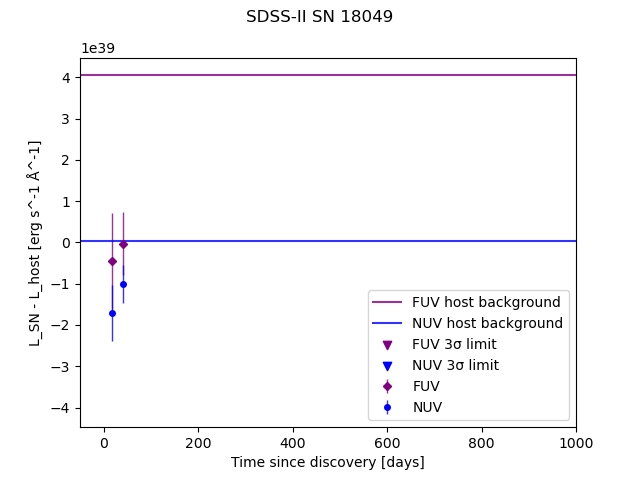 SDSS-II SN 18049
1e39
4
3
2
1
0
−1
−2
−3
−4
L_SN - L_host [erg s^-1 Å^-1]
FUV host background
NUV host background
FUV 3σ limit
NUV 3σ limit
FUV
NUV
0 200 400 600 800 1000
Time since discovery [days]